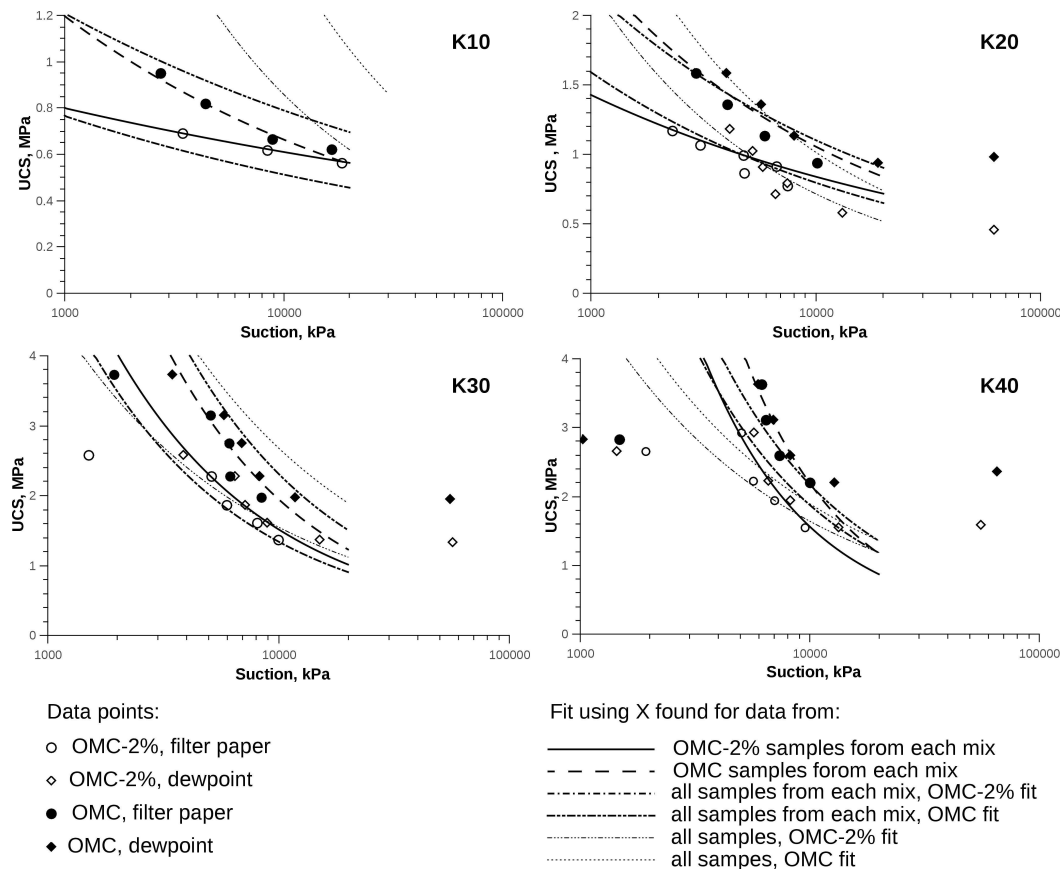 K10
1.2
1
0.8
0.6
0.4
0.2
0
UCS, MPa
1000
10000
100000
Suction, kPa
K20
2
1.5
1
0.5
0
UCS , MPa
1000
10000
100000
Suction, kPa
K30
4
3
2
1
0
UCS, MPa
1000
10000
100000
Suction, kPa
K40
4
3
2
1
0
UCS, MPa
1000
10000
100000
Suction, kPa
Data points:
OMC-2%, filter paper
OMC-2%, dewpoint
OMC, filter paper
OMC, dewpoint
Fit using X found for data from:
OMC-2% samples forom each mix
OMC samples forom each mix
all samples from each mix, OMC-2% fit
all samples from each mix, OMC fit
all samples, OMC-2% fit
all sampes, OMC fit